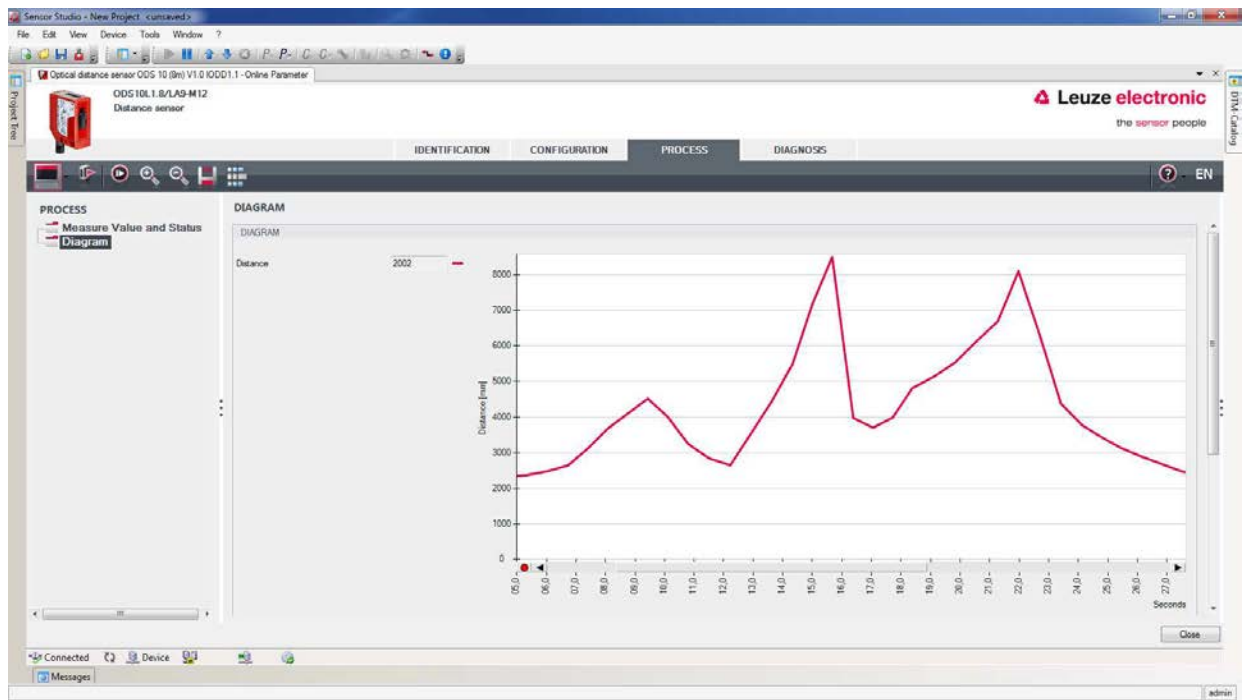 Sensor Studio - New Project <unsaved>
File Edit View Device Tools Window ?
P- P- C- C-
Optical distance sensor ODS 10 (8m) V1.0 IODD1.1 - Online Parameter
Project Tree
DTM-Catalog
ODS10L1.8/LA9-M12
Distance sensor
Leuze electronic
the sensor people
IDENTIFICATION CONFIGURATION PROCESS DIAGNOSIS
? EN
PROCESS
Measure Value and Status
Diagram
DIAGRAM
DIAGRAM
Distance 2002
Distance [mm]
8000
7000
6000
5000
4000
3000
2000
1000
0
05,0 06,0 07,0 08,0 09,0 10,0 11,0 12,0 13,0 14,0 15,0 16,0 17,0 18,0 19,0 20,0 21,0 22,0 23,0 24,0 25,0 26,0 27,0
Seconds
Close
Connected Device
Messages
admin